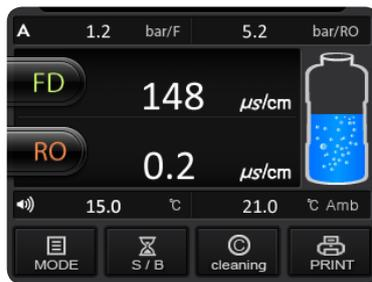 A 1.2 bar/F 5.2 bar/RO
FD 148 µs/cm
RO 0.2 µs/cm
15.0 °C 21.0 °C Amb
MODE S / B cleaning PRINT